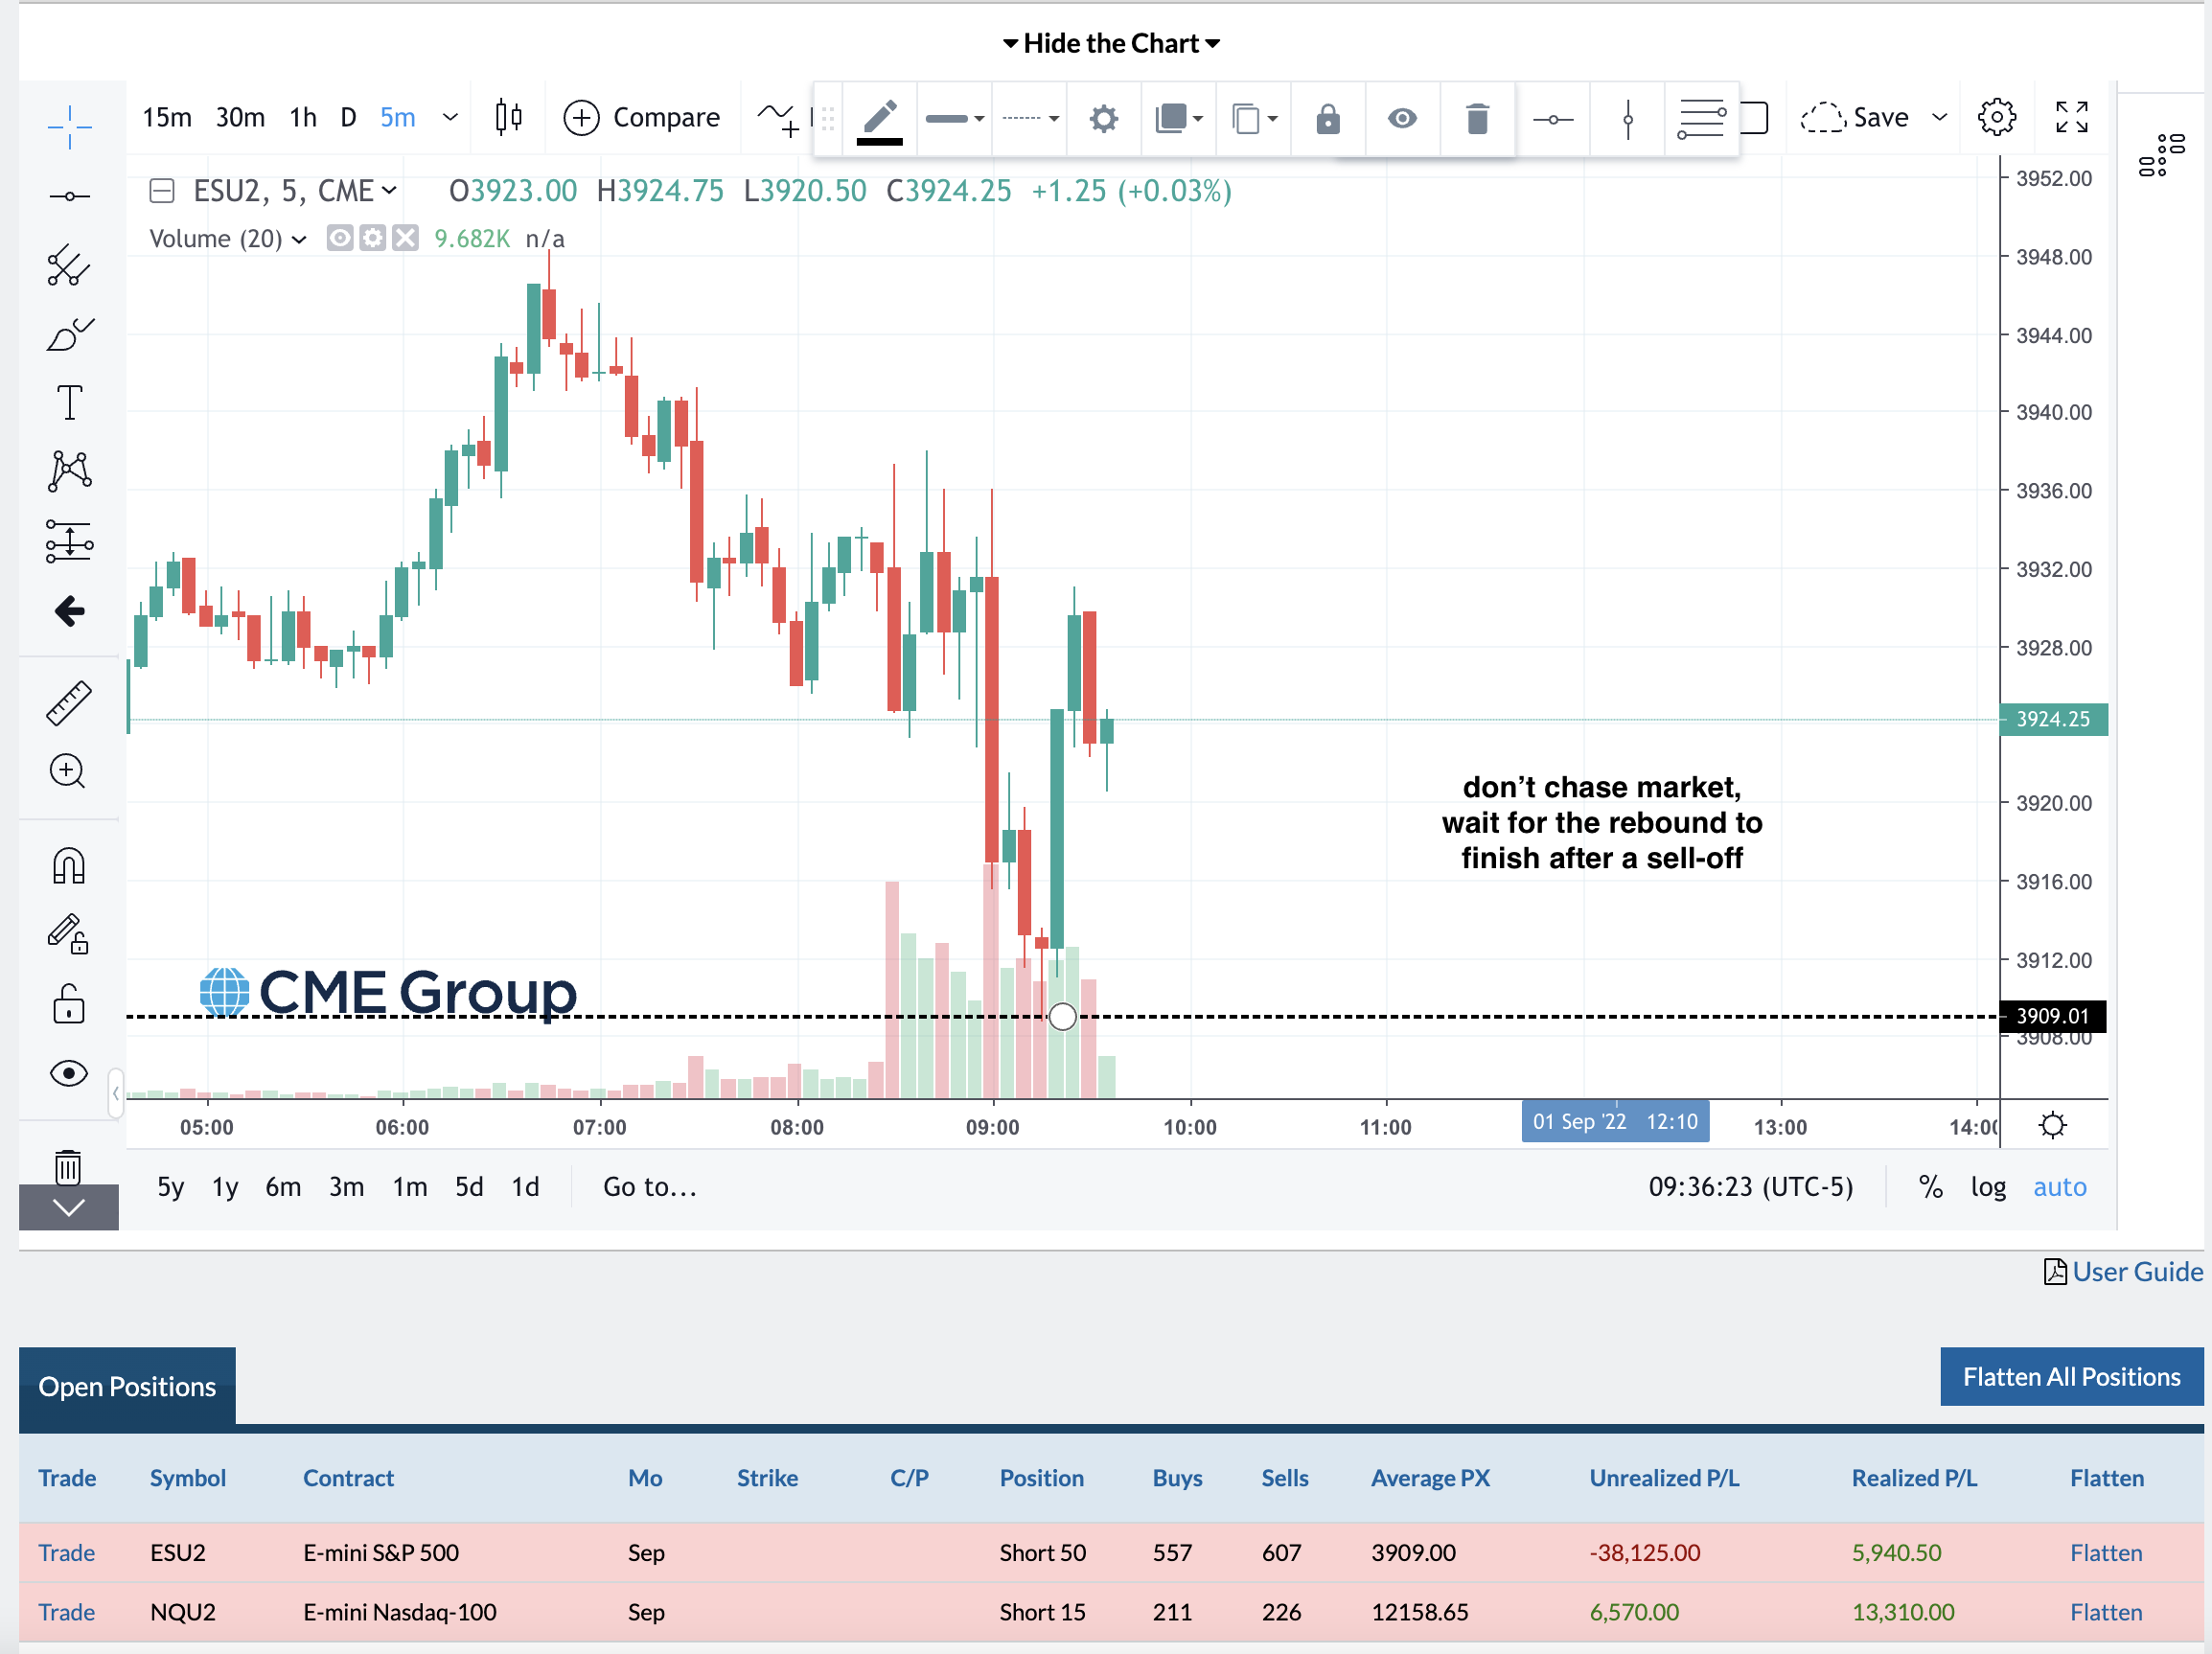 Hide the Chart
15m 30m 1h D 5m Compare Save
ESU2, 5, CME O3923.00 H3924.75 L3920.50 C3924.25 +1.25 (+0.03%)
Volume (20) 9.682K n/a
3952.00
3948.00
3944.00
3940.00
3936.00
3932.00
3928.00
3924.25
3920.00
3916.00
3912.00
3909.01
3908.00
don’t chase market,
wait for the rebound to
finish after a sell-off
CME Group
05:00 06:00 07:00 08:00 09:00 10:00 11:00 01 Sep '22 12:10 13:00 14:00
5y 1y 6m 3m 1m 5d 1d Go to... 09:36:23 (UTC-5) % log auto
User Guide
Open Positions Flatten All Positions
Trade Symbol Contract Mo Strike C/P Position Buys Sells Average PX Unrealized P/L Realized P/L Flatten
Trade ESU2 E-mini S&P 500 Sep Short 50 557 607 3909.00 -38,125.00 5,940.50 Flatten
Trade NQU2 E-mini Nasdaq-100 Sep Short 15 211 226 12158.65 6,570.00 13,310.00 Flatten